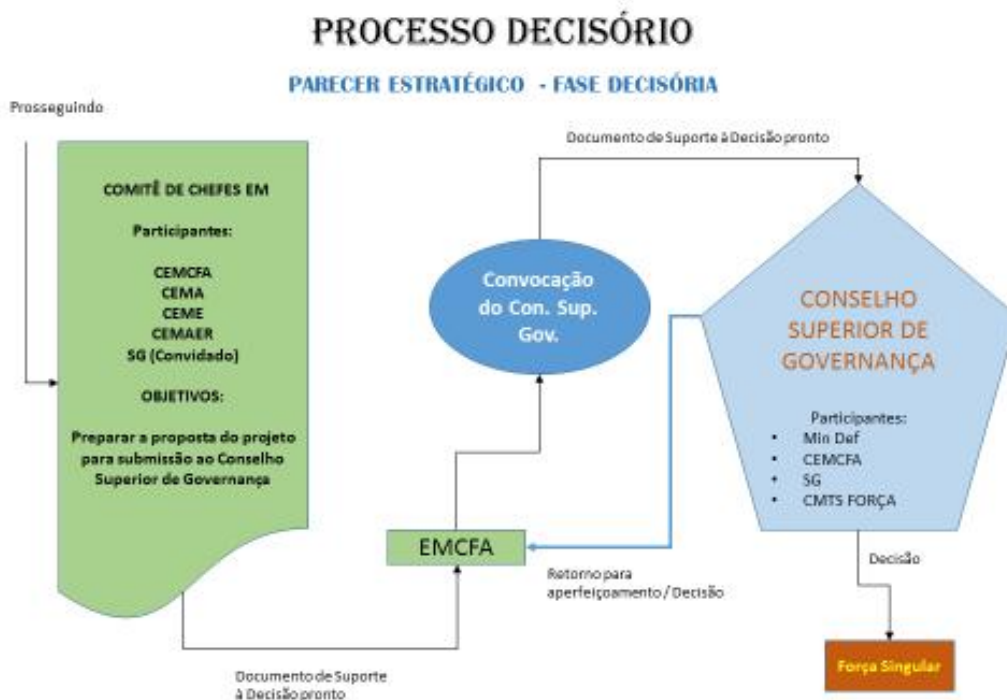 PROCESSO DECISÓRIO
PARECER ESTRATÉGICO - FASE DECISÓRIA
Prosseguindo
COMITÊ DE CHEFES EM
Participantes:
CEMCFA
CEMA
CEME
CEMAER
SG (Convidado)
OBJETIVOS:
Preparar a proposta do projeto
para submissão ao Conselho
Superior de Governança
Documento de Suporte
à Decisão pronto
EMCFA
Convocação
do Con. Sup.
Gov.
Documento de Suporte à Decisão pronto
CONSELHO
SUPERIOR DE
GOVERNANÇA
Participantes:
• Min Def
• CEMCFA
• SG
• CMTS FORÇA
Retorno para
aperfeiçoamento / Decisão
Decisão
Força Singular